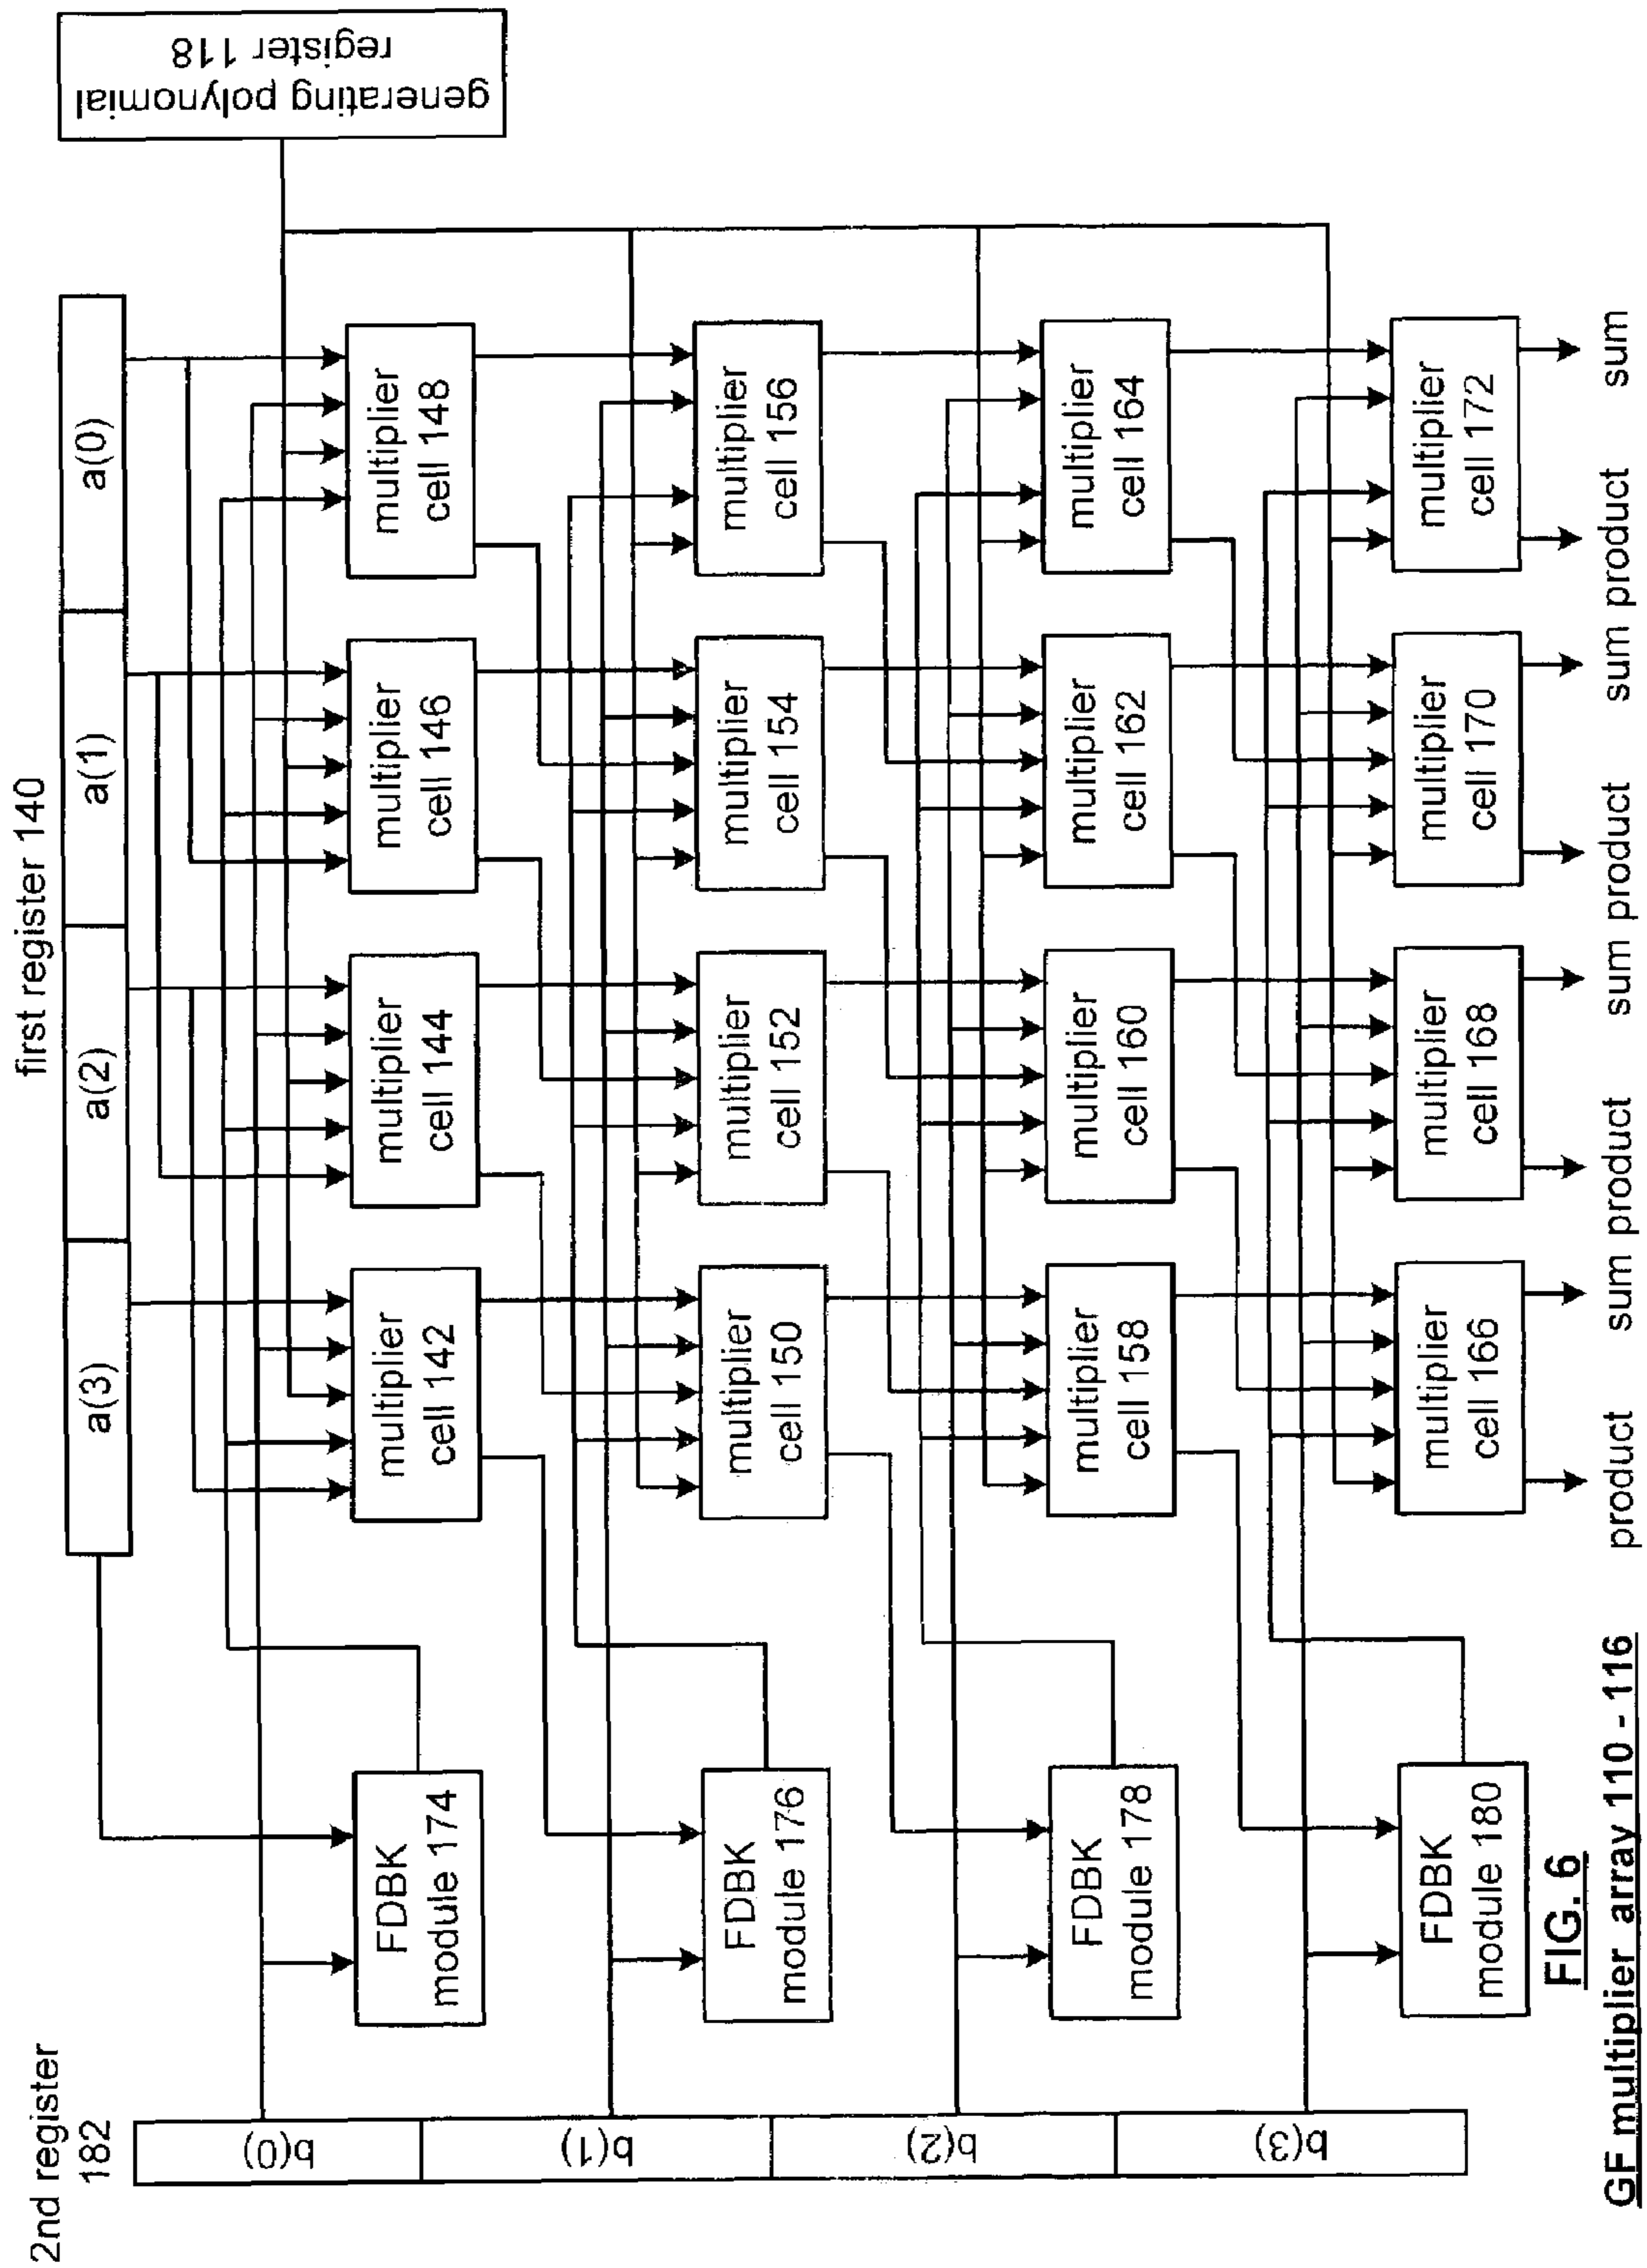 first register 140
a(3)
a(2)
a(1)
a(0)
generating polynomial
register 118
2nd register
182
b(0)
b(1)
b(2)
b(3)
FDBK
module 174
multiplier
cell 142
multiplier
cell 144
multiplier
cell 146
multiplier
cell 148
FDBK
module 176
multiplier
cell 150
multiplier
cell 152
multiplier
cell 154
multiplier
cell 156
FDBK
module 178
multiplier
cell 158
multiplier
cell 160
multiplier
cell 162
multiplier
cell 164
FDBK
module 180
multiplier
cell 166
multiplier
cell 168
multiplier
cell 170
multiplier
cell 172
product
sum product
sum product
sum product
sum
FIG. 6
GF multiplier array 110 - 116